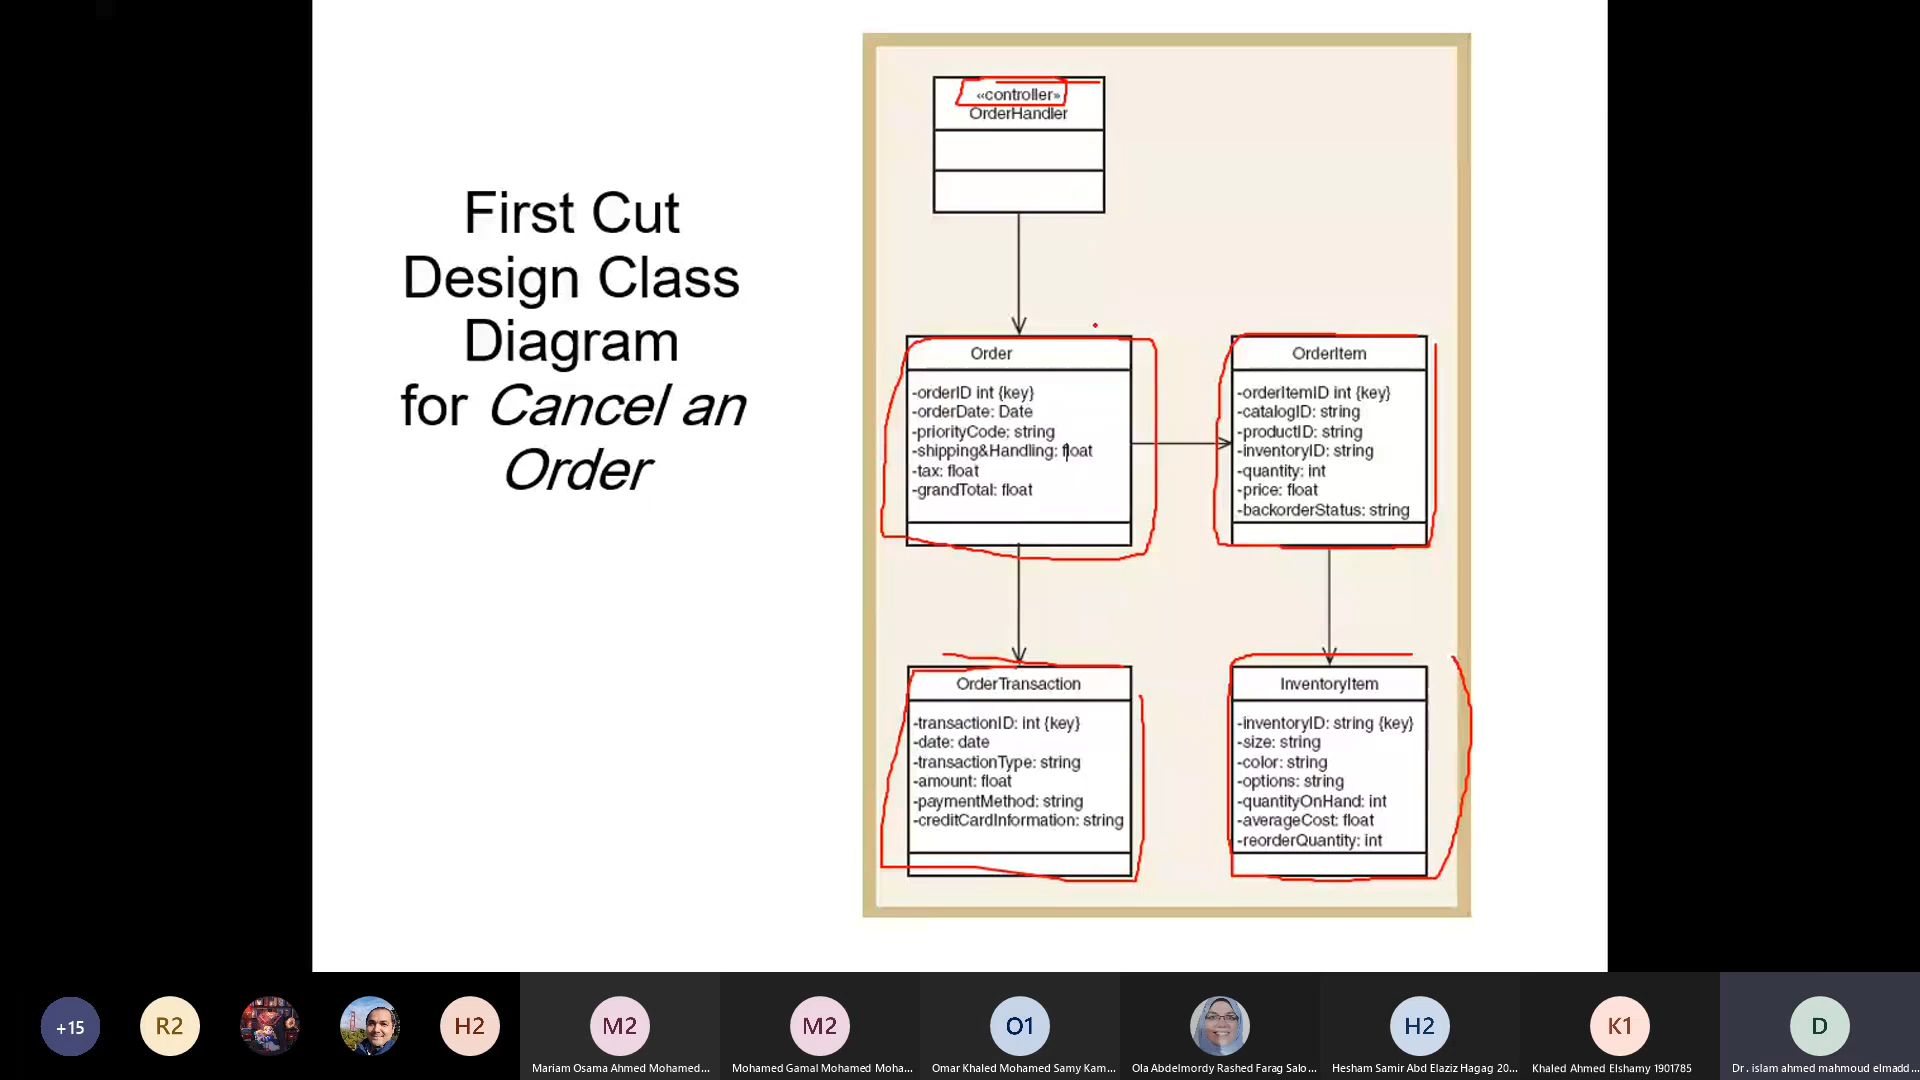 First Cut
Design Class
Diagram
for Cancel an
Order
«controller»
OrderHandler
Order
-orderID int {key}
-orderDate: Date
-priorityCode: string
-shipping&Handling: float
-tax: float
-grandTotal: float
OrderItem
-orderItemID int {key}
-catalogID: string
-productID: string
-inventoryID: string
-quantity: int
-price: float
-backorderStatus: string
OrderTransaction
-transactionID: int {key}
-date: date
-transactionType: string
-amount: float
-paymentMethod: string
-creditCardInformation: string
InventoryItem
-inventoryID: string {key}
-size: string
-color: string
-options: string
-quantityOnHand: int
-averageCost: float
-reorderQuantity: int
+15
R2
H2
M2
M2
O1
H2
K1
D
Mariam Osama Ahmed Mohamed...
Mohamed Gamal Mohamed Moha...
Omar Khaled Mohamed Samy Kam...
Ola Abdelmordy Rashed Farag Salo...
Hesham Samir Abd Elaziz Hagag 20...
Khaled Ahmed Elshamy 1901785
Dr . islam ahmed mahmoud elmadd...